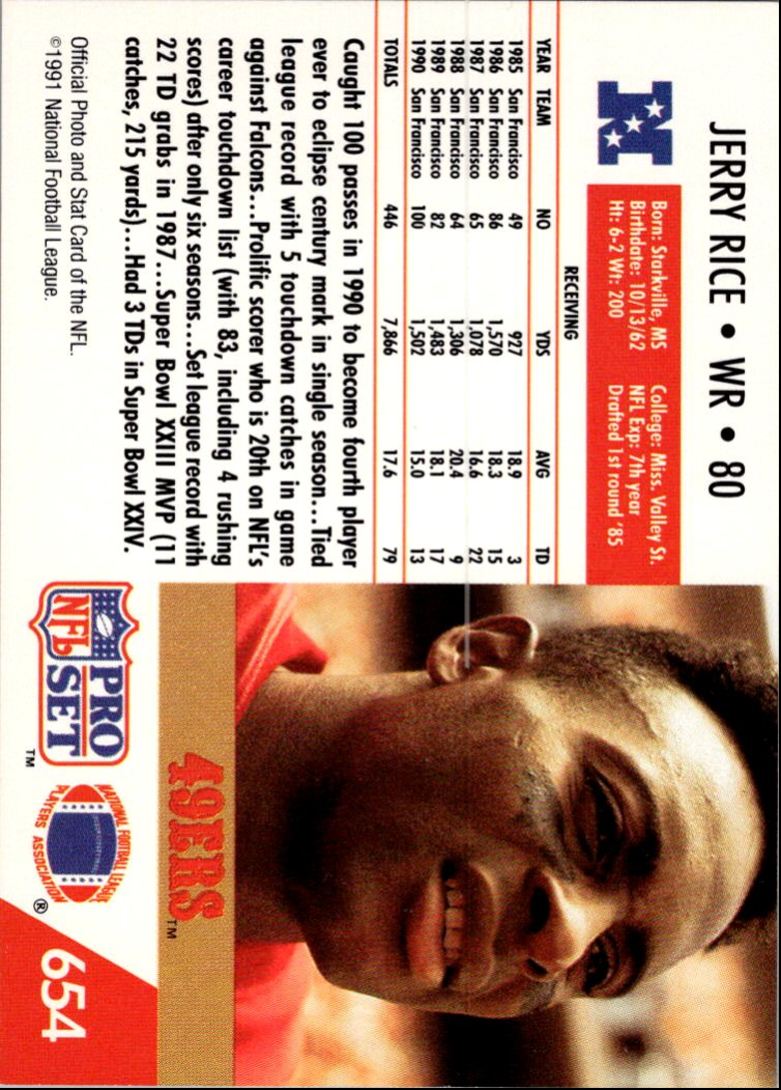 JERRY RICE • WR • 80
N
Born: Starkville, MS College: Miss. Valley St.
Birthdate: 10/13/62 NFL Exp: 7th year
Ht: 6-2 Wt: 200 Drafted 1st round '85
RECEIVING
YEAR TEAM NO YDS AVG TD
1985 San Francisco 49 927 18.9 3
1986 San Francisco 86 1,570 18.3 15
1987 San Francisco 65 1,078 16.6 22
1988 San Francisco 64 1,306 20.4 9
1989 San Francisco 82 1,483 18.1 17
1990 San Francisco 100 1,502 15.0 13
TOTALS 446 7,866 17.6 79
Caught 100 passes in 1990 to become fourth player
ever to eclipse century mark in single season...Tied
league record with 5 touchdown catches in game
against Falcons...Prolific scorer who is 20th on NFL's
career touchdown list (with 83, including 4 rushing
scores) after only six seasons...Set league record with
22 TD grabs in 1987...Super Bowl XXIII MVP (11
catches, 215 yards)...Had 3 TDs in Super Bowl XXIV.
Official Photo and Stat Card of the NFL.
©1991 National Football League.
49ERS™
PRO
NFL SET™
NATIONAL FOOTBALL LEAGUE
PLAYERS ASSOCIATION ®
654